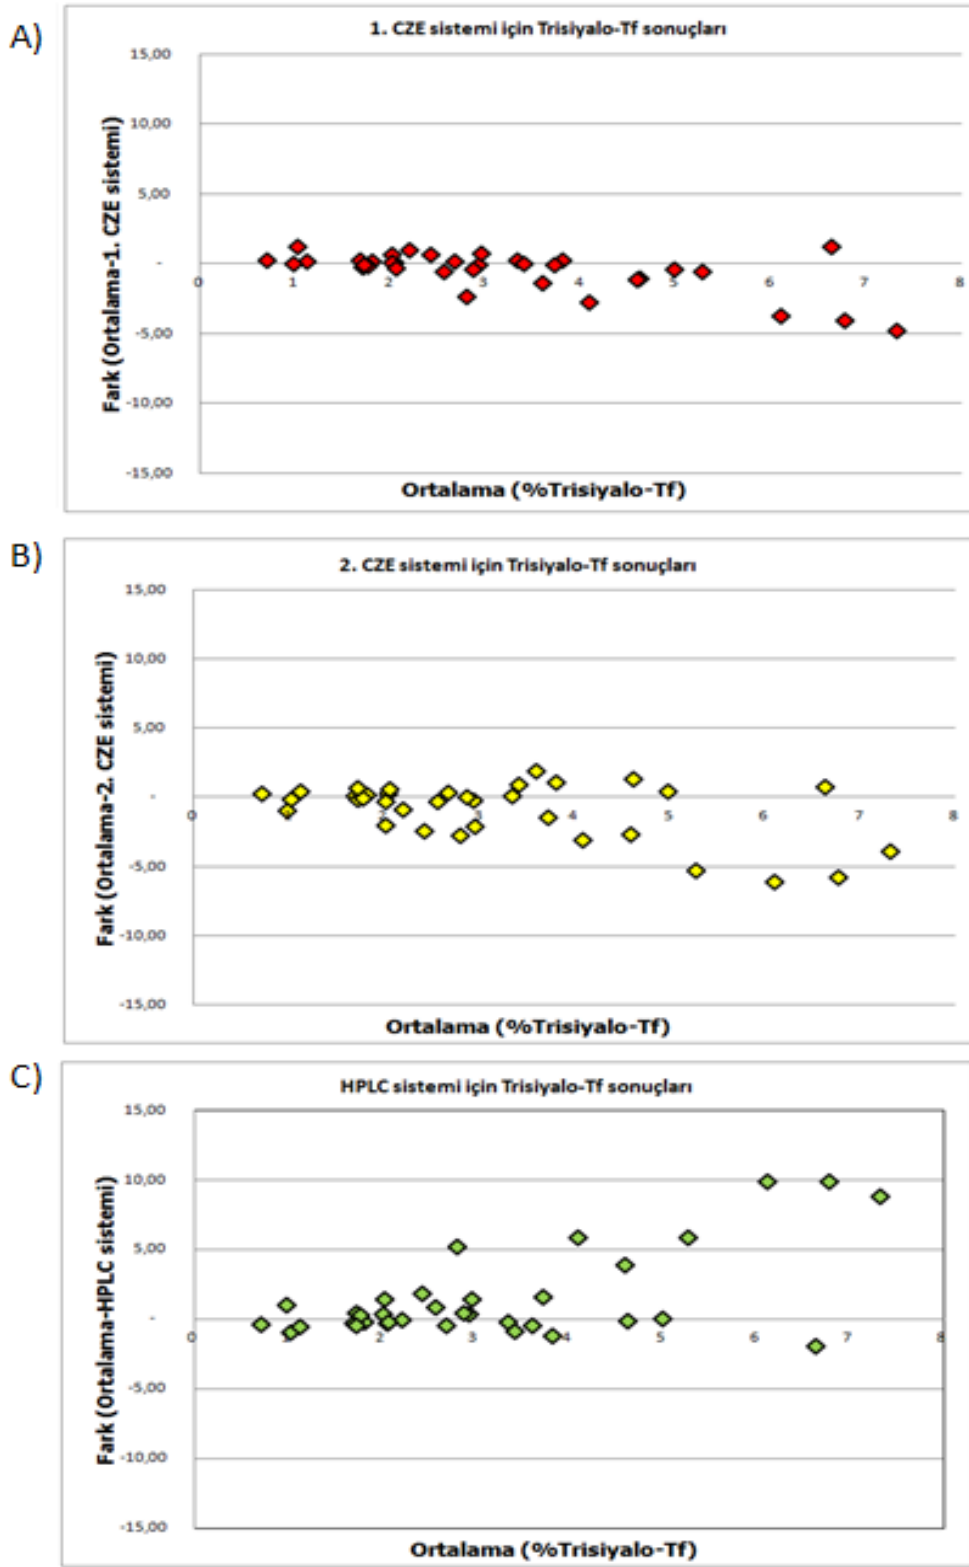 A)
1. CZE sistemi için Trisiyalo-Tf sonuçları
Fark (Ortalama-1. CZE sistemi)
15,00
10,00
5,00
-
-5,00
-10,00
-15,00
0 1 2 3 4 5 6 7 8
Ortalama (%Trisiyalo-Tf)
B)
2. CZE sistemi için Trisiyalo-Tf sonuçları
Fark (Ortalama-2. CZE sistemi)
15,00
10,00
5,00
-
-5,00
-10,00
-15,00
0 1 2 3 4 5 6 7 8
Ortalama (%Trisiyalo-Tf)
C)
HPLC sistemi için Trisiyalo-Tf sonuçları
Fark (Ortalama-HPLC sistemi)
15,00
10,00
5,00
-
-5,00
-10,00
-15,00
0 1 2 3 4 5 6 7 8
Ortalama (%Trisiyalo-Tf)